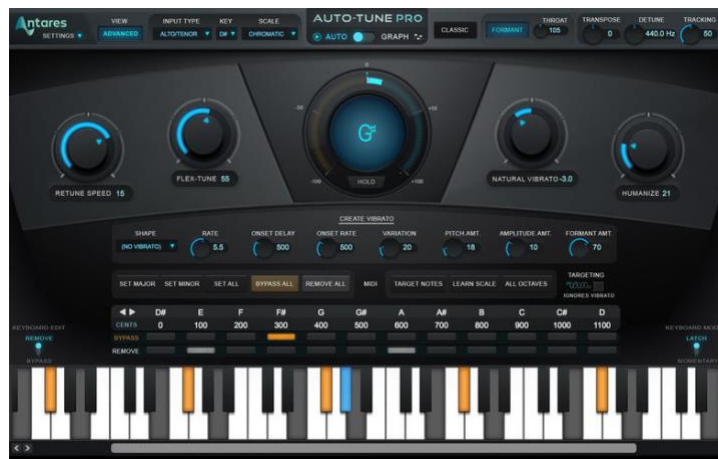 Antares
SETTINGS
VIEW
ADVANCED
INPUT TYPE KEY SCALE
ALTO/TENOR D# CHROMATIC
AUTO-TUNE PRO
AUTO GRAPH
CLASSIC
FORMANT
THROAT
105
TRANSPOSE DETUNE TRACKING
0 440.0 Hz 50
0
-50 +50
-100 +100
G#
HOLD
RETUNE SPEED 15
FLEX-TUNE 55
NATURAL VIBRATO -3.0
HUMANIZE 21
CREATE VIBRATO
SHAPE RATE ONSET DELAY ONSET RATE VARIATION PITCH AMT. AMPLITUDE AMT. FORMANT AMT.
(NO VIBRATO) 5.5 500 500 20 18 10 70
SET MAJOR SET MINOR SET ALL BYPASS ALL REMOVE ALL MIDI TARGET NOTES LEARN SCALE ALL OCTAVES
TARGETING
IGNORES VIBRATO
D# E F F# G G# A A# B C C# D
CENTS 0 100 200 300 400 500 600 700 800 900 1000 1100
BYPASS
REMOVE
KEYBOARD EDIT
REMOVE
BYPASS
KEYBOARD MODE
LATCH
MOMENTARY